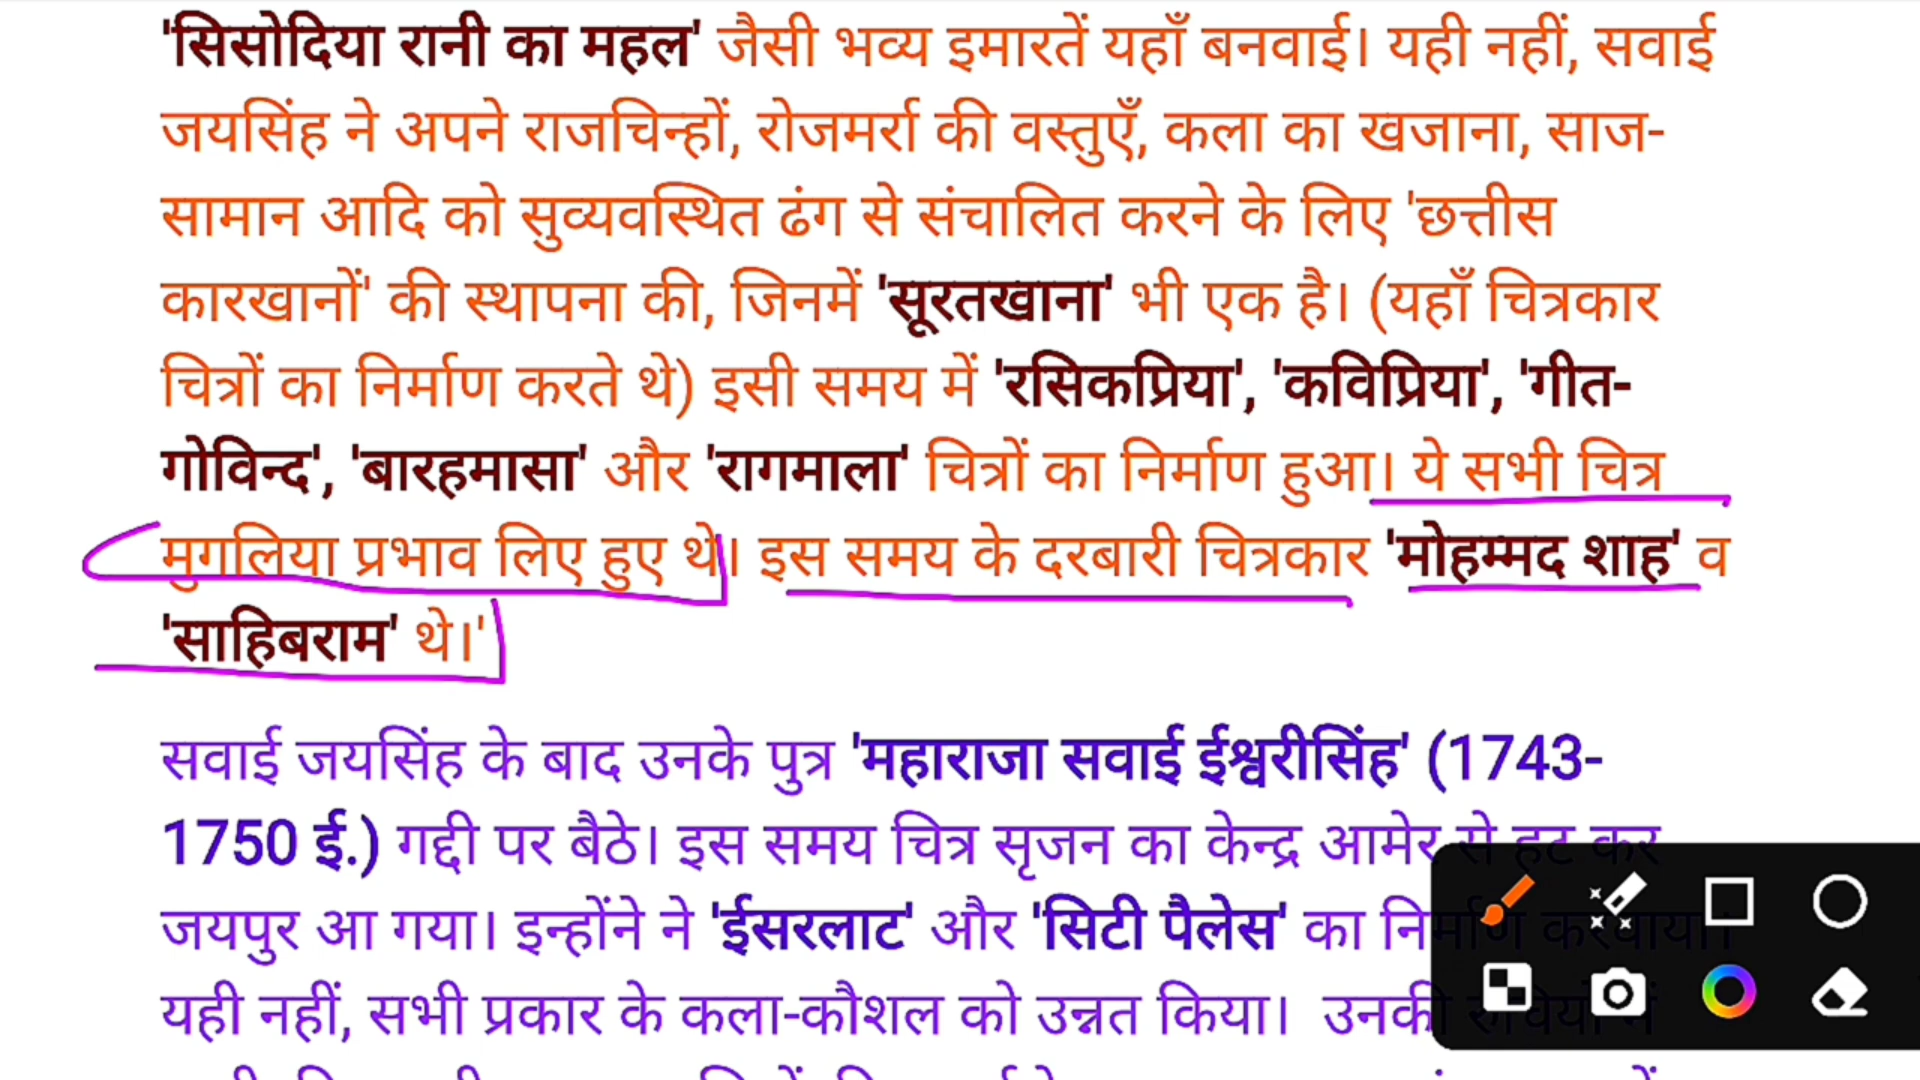 'सिसोदिया रानी का महल' जैसी भव्य इमारतें यहाँ बनवाई। यही नहीं, सवाई
जयसिंह ने अपने राजचिन्हों, रोजमर्रा की वस्तुएँ, कला का खजाना, साज-
सामान आदि को सुव्यवस्थित ढंग से संचालित करने के लिए 'छत्तीस
कारखानों' की स्थापना की, जिनमें 'सूरतखाना' भी एक है। (यहाँ चित्रकार
चित्रों का निर्माण करते थे) इसी समय में 'रसिकप्रिया', 'कविप्रिया', 'गीत-
गोविन्द', 'बारहमासा' और 'रागमाला' चित्रों का निर्माण हुआ। ये सभी चित्र
मुगलिया प्रभाव लिए हुए थे। इस समय के दरबारी चित्रकार 'मोहम्मद शाह' व
'साहिबराम' थे।'
सवाई जयसिंह के बाद उनके पुत्र 'महाराजा सवाई ईश्वरीसिंह' (1743-
1750 ई.) गद्दी पर बैठे। इस समय चित्र सृजन का केन्द्र आमेर से हट कर
जयपुर आ गया। इन्होंने ने 'ईसरलाट' और 'सिटी पैलेस' का निर्माण करवाया।
यही नहीं, सभी प्रकार के कला-कौशल को उन्नत किया। उनकी